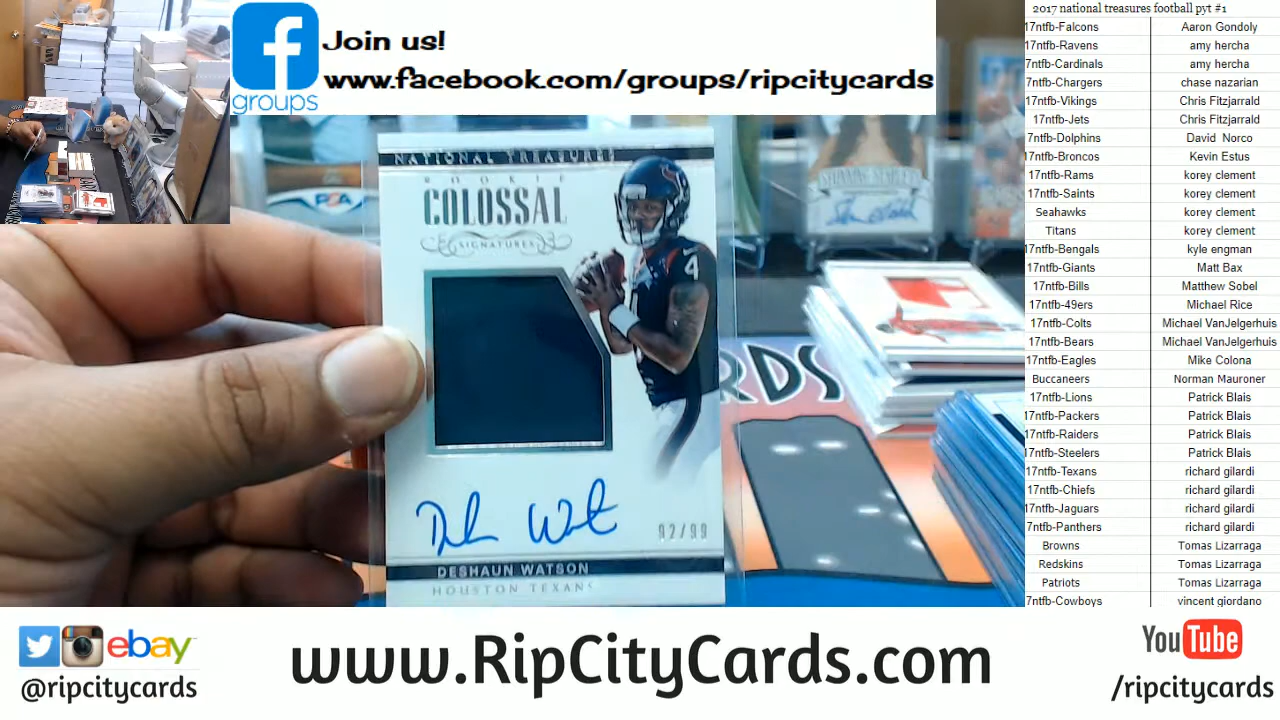 Join us!
www.facebook.com/groups/ripcitycards
f
groups
NATIONAL TREASURES
ROOKIE
COLOSSAL
SIGNATURES
4
PSA
92/99
DESHAUN WATSON
HOUSTON TEXANS
RDS
2017 national treasures football pyt #1
17ntfb-Falcons Aaron Gondoly
17ntfb-Ravens amy hercha
7ntfb-Cardinals amy hercha
7ntfb-Chargers chase nazarian
17ntfb-Vikings Chris Fitzjarrald
17ntfb-Jets Chris Fitzjarrald
7ntfb-Dolphins David Norco
17ntfb-Broncos Kevin Estus
17ntfb-Rams korey clement
17ntfb-Saints korey clement
Seahawks korey clement
Titans korey clement
17ntfb-Bengals kyle engman
17ntfb-Giants Matt Bax
17ntfb-Bills Matthew Sobel
17ntfb-49ers Michael Rice
17ntfb-Colts Michael VanJelgerhuis
17ntfb-Bears Michael VanJelgerhuis
17ntfb-Eagles Mike Colona
Buccaneers Norman Mauroner
17ntfb-Lions Patrick Blais
17ntfb-Packers Patrick Blais
17ntfb-Raiders Patrick Blais
17ntfb-Steelers Patrick Blais
17ntfb-Texans richard gilardi
17ntfb-Chiefs richard gilardi
17ntfb-Jaguars richard gilardi
7ntfb-Panthers richard gilardi
Browns Tomas Lizarraga
Redskins Tomas Lizarraga
Patriots Tomas Lizarraga
7ntfb-Cowboys vincent giordano
ebay
@ripcitycards
www.RipCityCards.com
YouTube
/ripcitycards